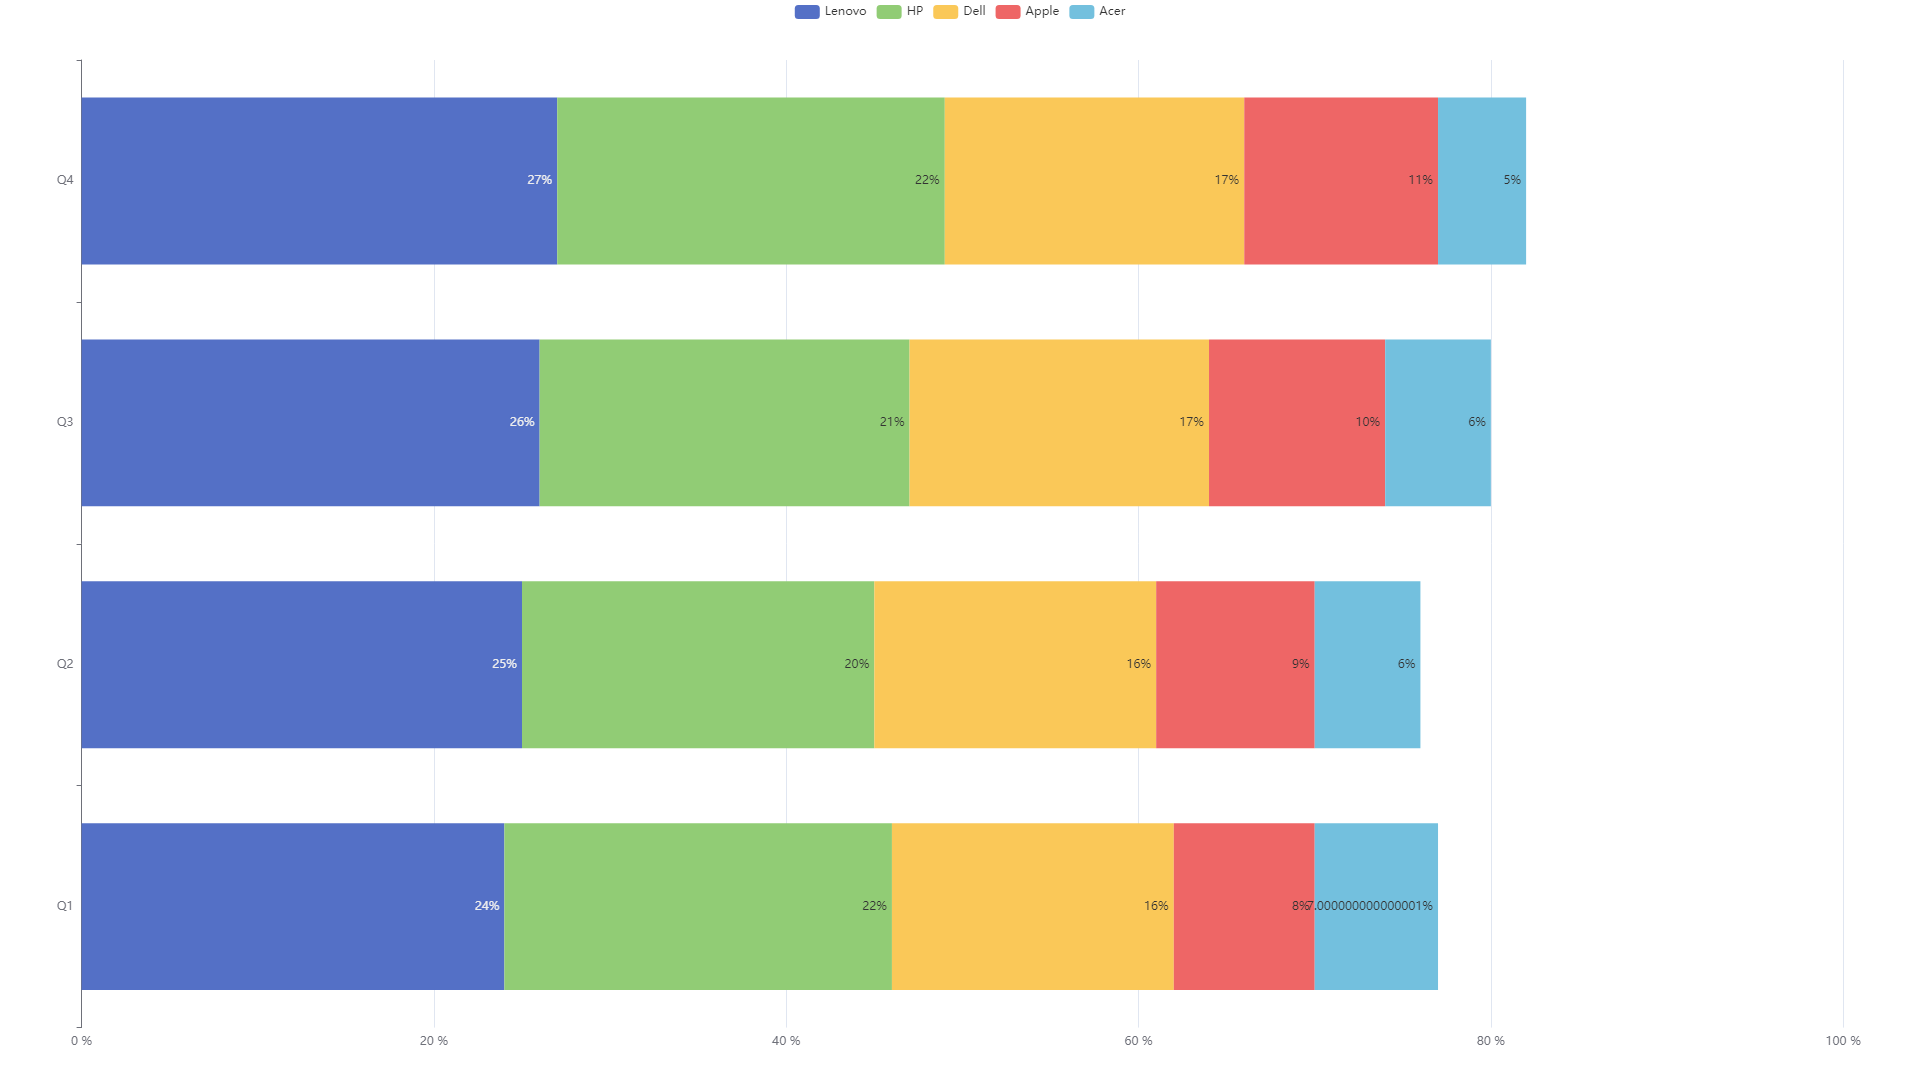 Lenovo HP Dell Apple Acer
Q4 27% 22% 17% 11% 5%
Q3 26% 21% 17% 10% 6%
Q2 25% 20% 16% 9% 6%
Q1 24% 22% 16% 8% 7.000000000000001%
0 % 20 % 40 % 60 % 80 % 100 %